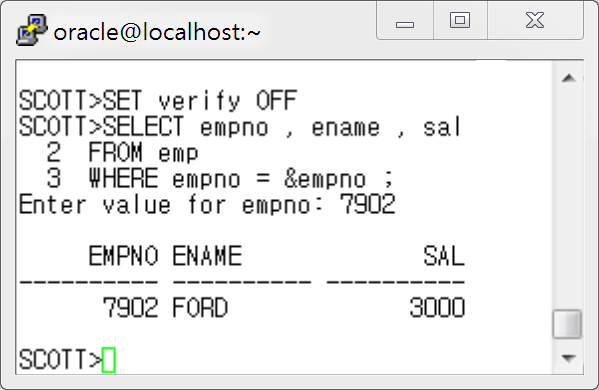 oracle@localhost:~
SCOTT>SET verify OFF
SCOTT>SELECT empno , ename , sal
  2  FROM emp
  3  WHERE empno = &empno ;
Enter value for empno: 7902

     EMPNO ENAME             SAL
---------- ---------- ----------
      7902 FORD             3000

SCOTT>